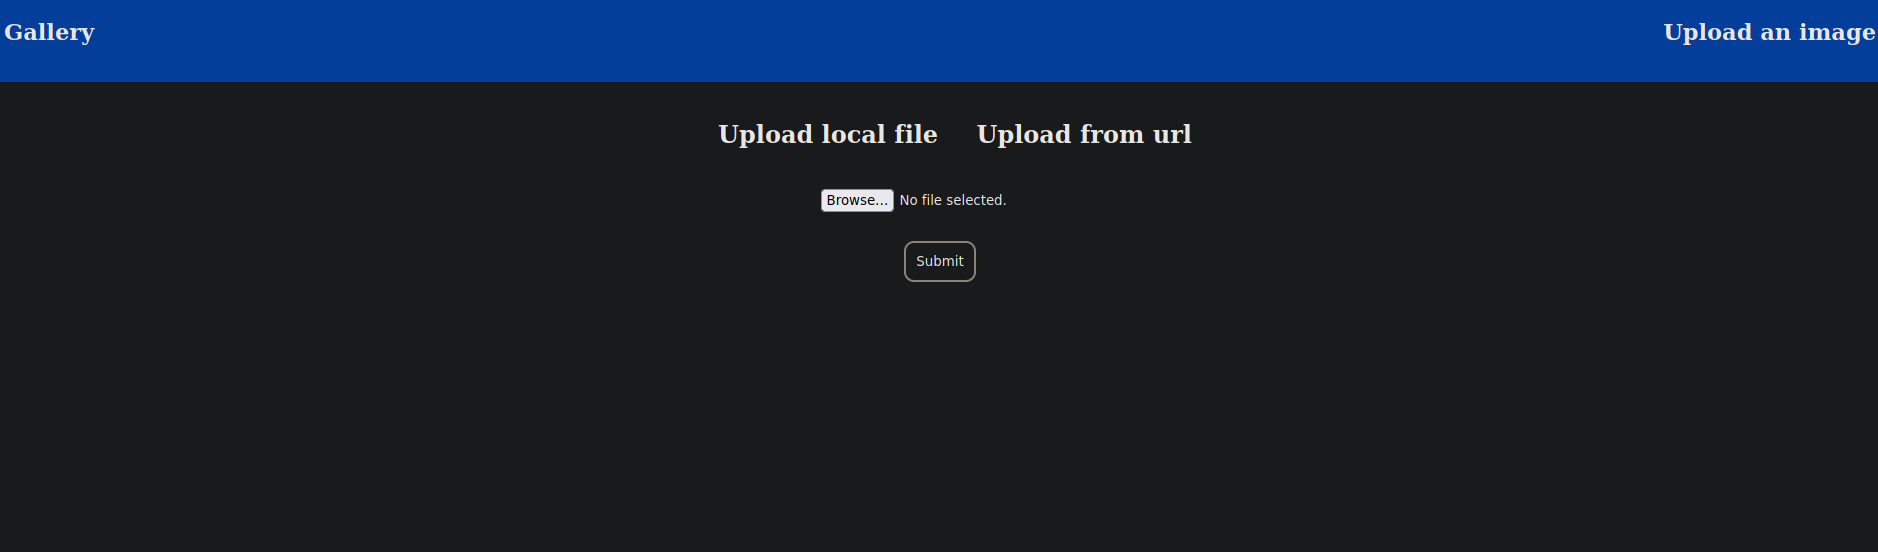 Gallery
Upload an image
Upload local file
Upload from url
Browse... No file selected.
Submit